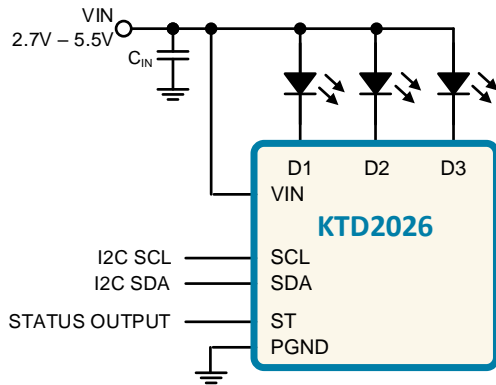 VIN
2.7V – 5.5V
CIN
D1 D2 D3
VIN
KTD2026
I2C SCL SCL
I2C SDA SDA
STATUS OUTPUT ST
PGND